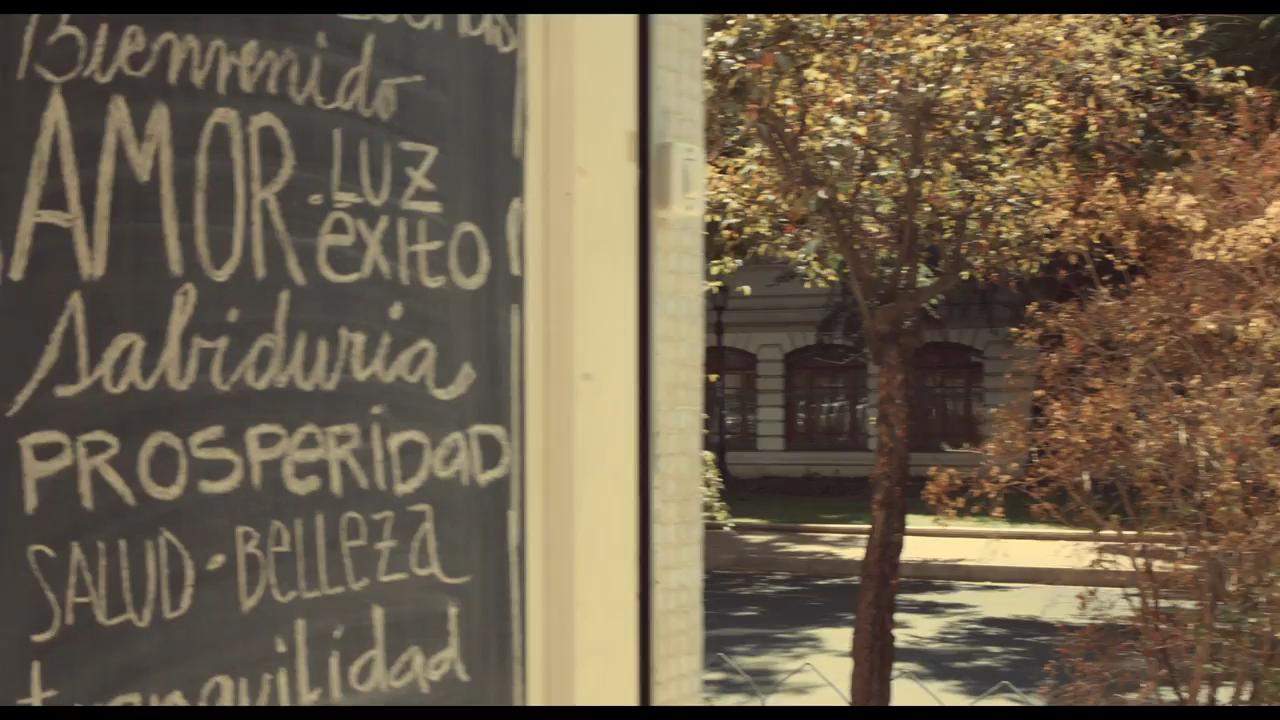 Bienvenido
AMOR · LUZ
éxito
Sabiduria
PROSPERIDAD
SALUD · BELLEZA
tranquilidad